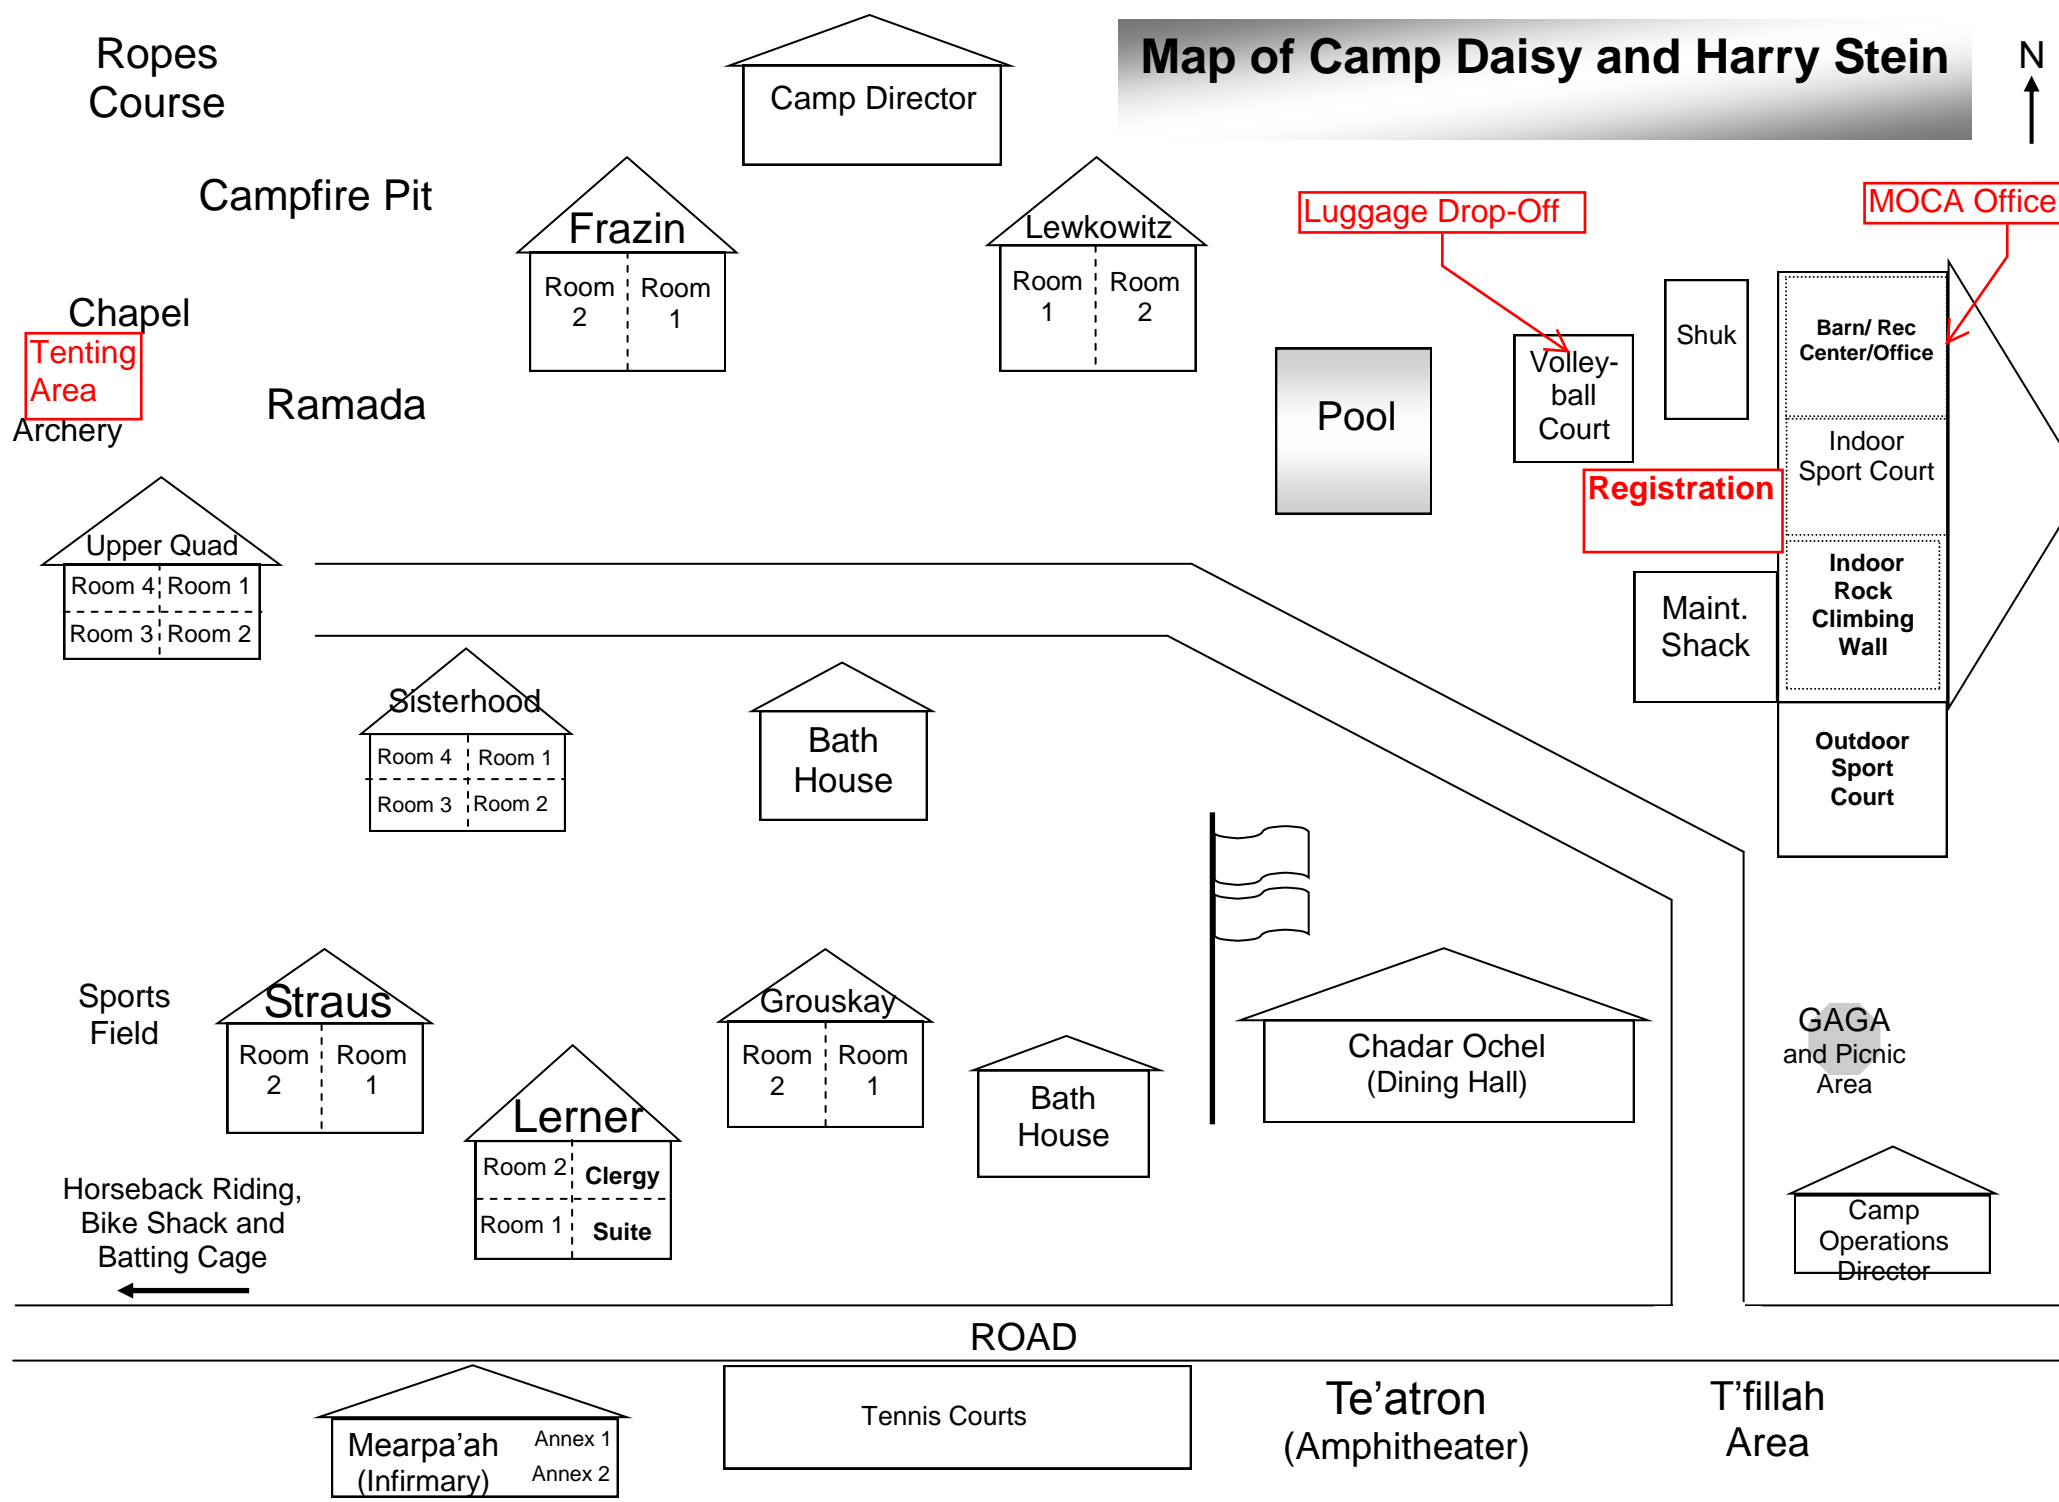 Map of Camp Daisy and Harry Stein
N
Ropes
Course
Camp Director
Campfire Pit
Frazin
Room
2
Room
1
Lewkowitz
Room
1
Room
2
Luggage Drop-Off
MOCA Office
Chapel
Tenting
Area
Archery
Ramada
Pool
Volley-
ball
Court
Shuk
Barn/ Rec
Center/Office
Indoor
Sport Court
Registration
Indoor
Rock
Climbing
Wall
Maint.
Shack
Outdoor
Sport
Court
Upper Quad
Room 4 Room 1
Room 3 Room 2
Sisterhood
Room 4 Room 1
Room 3 Room 2
Bath
House
Sports
Field
Straus
Room
2
Room
1
Grouskay
Room
2
Room
1
Lerner
Room 2
Room 1
Clergy
Suite
Bath
House
Chadar Ochel
(Dining Hall)
GAGA
and Picnic
Area
Horseback Riding,
Bike Shack and
Batting Cage
Camp
Operations
Director
ROAD
Mearpa’ah
(Infirmary)
Annex 1
Annex 2
Tennis Courts
Te’atron
(Amphitheater)
T’fillah
Area